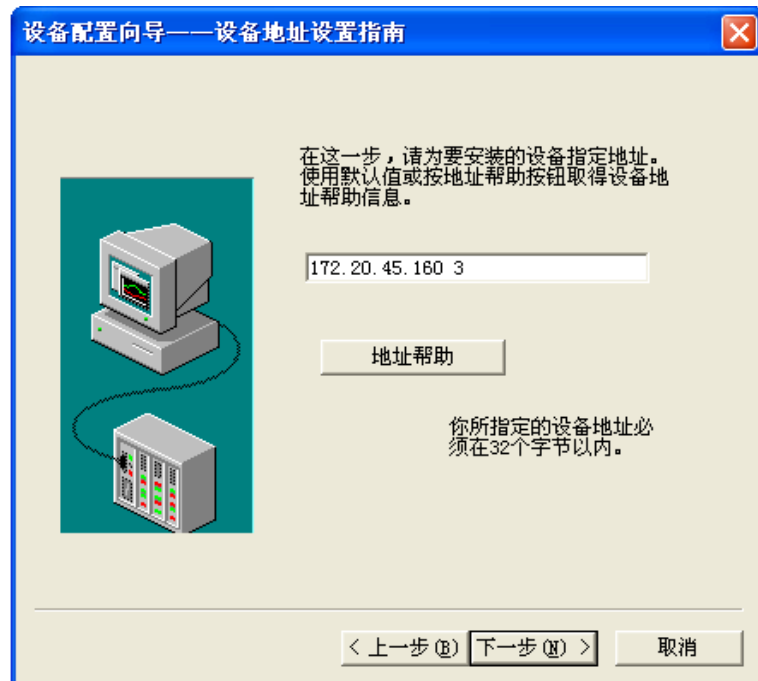 设备配置向导——设备地址设置指南
在这一步，请为要安装的设备指定地址。
使用默认值或按地址帮助按钮取得设备地
址帮助信息。
172.20.45.160 3
地址帮助
你所指定的设备地址必
须在32个字节以内。
< 上一步(B) 下一步(N) > 取消